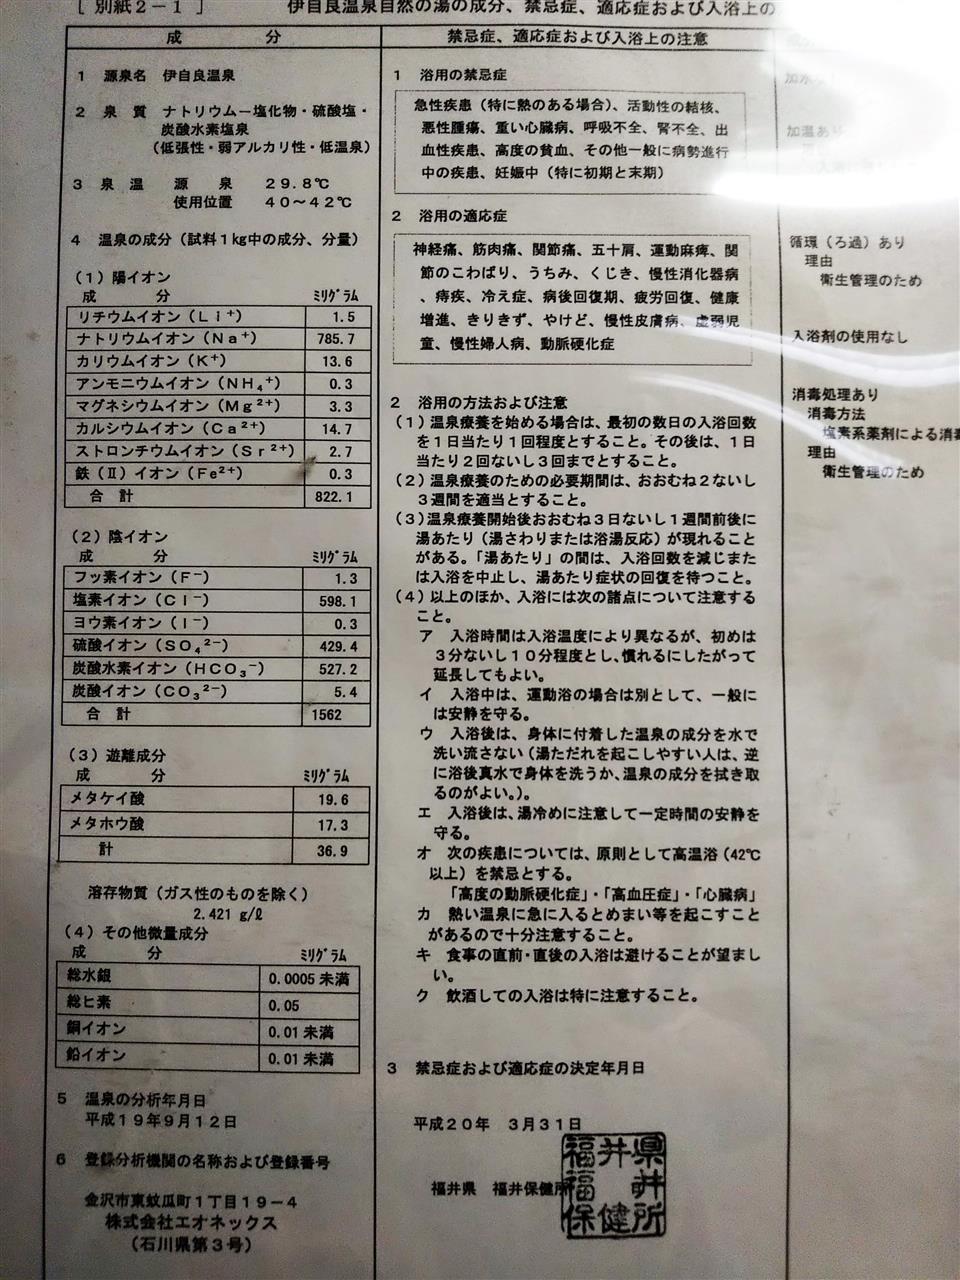 [ 別紙2-1 ]
伊自良温泉自然の湯の成分、禁忌症、適応症および入浴上の
成 分
1 源泉名 伊自良温泉
2 泉 質 ナトリウム―塩化物・硫酸塩・
炭酸水素塩泉
(低張性・弱アルカリ性・低温泉)
3 泉 温 源 泉 29.8℃
使用位置 40～42℃
4 温泉の成分(試料1kg中の成分、分量)
(1)陽イオン
成 分 ﾐﾘｸﾞﾗﾑ
リチウムイオン(Li⁺) 1.5
ナトリウムイオン(Na⁺) 785.7
カリウムイオン(K⁺) 13.6
アンモニウムイオン(NH₄⁺) 0.3
マグネシウムイオン(Mg²⁺) 3.3
カルシウムイオン(Ca²⁺) 14.7
ストロンチウムイオン(Sr²⁺) 2.7
鉄(Ⅱ)イオン(Fe²⁺) 0.3
合 計 822.1
(2)陰イオン
成 分 ﾐﾘｸﾞﾗﾑ
フッ素イオン(F⁻) 1.3
塩素イオン(Cl⁻) 598.1
ヨウ素イオン(I⁻) 0.3
硫酸イオン(SO₄²⁻) 429.4
炭酸水素イオン(HCO₃⁻) 527.2
炭酸イオン(CO₃²⁻) 5.4
合 計 1562
(3)遊離成分
成 分 ﾐﾘｸﾞﾗﾑ
メタケイ酸 19.6
メタホウ酸 17.3
計 36.9
溶存物質(ガス性のものを除く)
2.421 g/ℓ
(4)その他微量成分
成 分 ﾐﾘｸﾞﾗﾑ
総水銀 0.0005未満
総ヒ素 0.05
銅イオン 0.01未満
鉛イオン 0.01未満
5 温泉の分析年月日
平成19年9月12日
6 登録分析機関の名称および登録番号
金沢市東蚊爪町1丁目19-4
株式会社エオネックス
(石川県第3号)
禁忌症、適応症および入浴上の注意
1 浴用の禁忌症
急性疾患(特に熱のある場合)、活動性の結核、
悪性腫瘍、重い心臓病、呼吸不全、腎不全、出
血性疾患、高度の貧血、その他一般に病勢進行
中の疾患、妊娠中(特に初期と末期)
2 浴用の適応症
神経痛、筋肉痛、関節痛、五十肩、運動麻痺、関
節のこわばり、うちみ、くじき、慢性消化器病
、痔疾、冷え症、病後回復期、疲労回復、健康
増進、きりきず、やけど、慢性皮膚病、虚弱児
童、慢性婦人病、動脈硬化症
2 浴用の方法および注意
(1)温泉療養を始める場合は、最初の数日の入浴回数
を1日当たり1回程度とすること。その後は、1日
当たり2回ないし3回までとすること。
(2)温泉療養のための必要期間は、おおむね2ないし
3週間を適当とすること。
(3)温泉療養開始後おおむね3日ないし1週間前後に
湯あたり(湯さわりまたは浴湯反応)が現れること
がある。「湯あたり」の間は、入浴回数を減じまた
は入浴を中止し、湯あたり症状の回復を待つこと。
(4)以上のほか、入浴には次の諸点について注意する
こと。
ア 入浴時間は入浴温度により異なるが、初めは
3分ないし10分程度とし、慣れるにしたがって
延長してもよい。
イ 入浴中は、運動浴の場合は別として、一般に
は安静を守る。
ウ 入浴後は、身体に付着した温泉の成分を水で
洗い流さない(湯ただれを起こしやすい人は、逆
に浴後真水で身体を洗うか、温泉の成分を拭き取
るのがよい。)。
エ 入浴後は、湯冷めに注意して一定時間の安静を
守る。
オ 次の疾患については、原則として高温浴(42℃
以上)を禁忌とする。
「高度の動脈硬化症」・「高血圧症」・「心臓病」
カ 熱い温泉に急に入るとめまい等を起こすこと
があるので十分注意すること。
キ 食事の直前・直後の入浴は避けることが望まし
い。
ク 飲酒しての入浴は特に注意すること。
3 禁忌症および適応症の決定年月日
平成20年 3月31日
福井県 福井保健所
福井県
福井
保健所
加温あり
循環(ろ過)あり
理由
衛生管理のため
入浴剤の使用なし
消毒処理あり
消毒方法
塩素系薬剤による消毒
理由
衛生管理のため